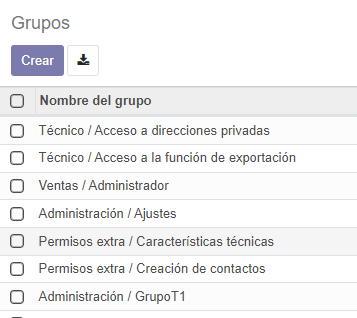 Grupos
Crear
Nombre del grupo
Técnico / Acceso a direcciones privadas
Técnico / Acceso a la función de exportación
Ventas / Administrador
Administración / Ajustes
Permisos extra / Características técnicas
Permisos extra / Creación de contactos
Administración / GrupoT1